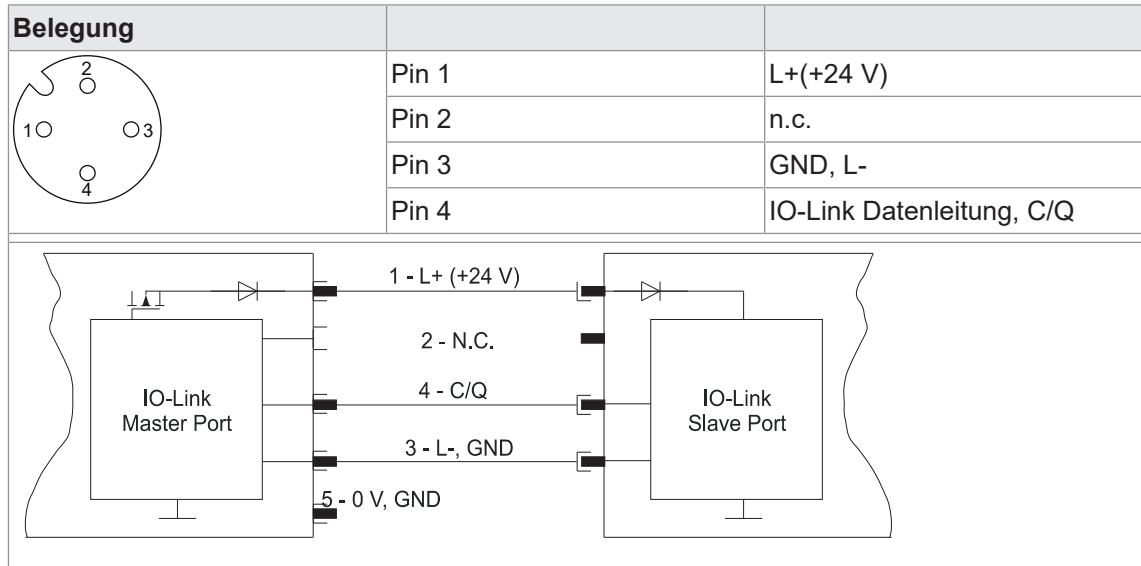 Belegung
2
1
3
4
Pin 1 L+(+24 V)
Pin 2 n.c.
Pin 3 GND, L-
Pin 4 IO-Link Datenleitung, C/Q
1 - L+ (+24 V)
2 - N.C.
4 - C/Q
3 - L-, GND
5 - 0 V, GND
IO-Link
Master Port
IO-Link
Slave Port